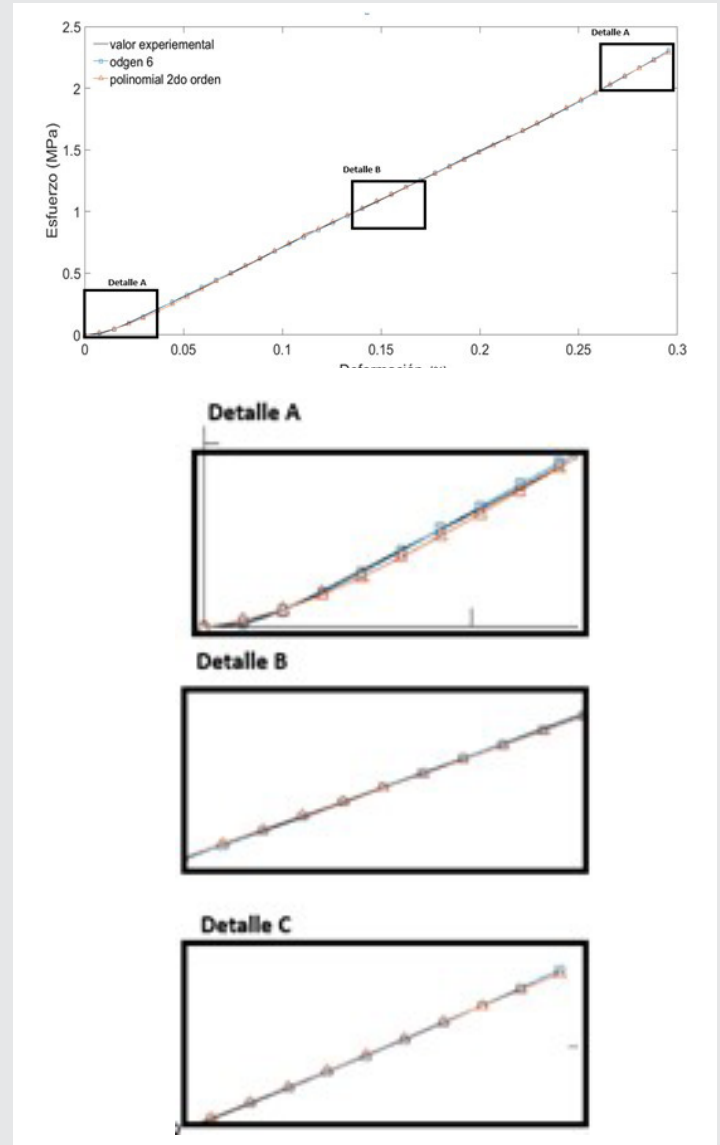 2.5
Detalle A
valor experiemental
odgen 6
polinomial 2do orden
2
Esfuerzo (MPa)
1.5
Detalle B
1
0.5
Detalle A
0
0 0.05 0.1 0.15 0.2 0.25 0.3
Detalle A
Detalle B
Detalle C